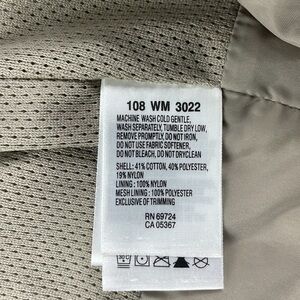 108 WM 3022
MACHINE WASH COLD GENTLE,
WASH SEPARATELY, TUMBLE DRY LOW,
REMOVE PROMPTLY, DO NOT IRON,
DO NOT USE FABRIC SOFTENER,
DO NOT BLEACH, DO NOT DRYCLEAN
SHELL: 41% COTTON, 40% POLYESTER,
19% NYLON
LINING: 100% NYLON
MESH LINING: 100% POLYESTER
EXCLUSIVE OF TRIMMING
RN 69724
CA 05367